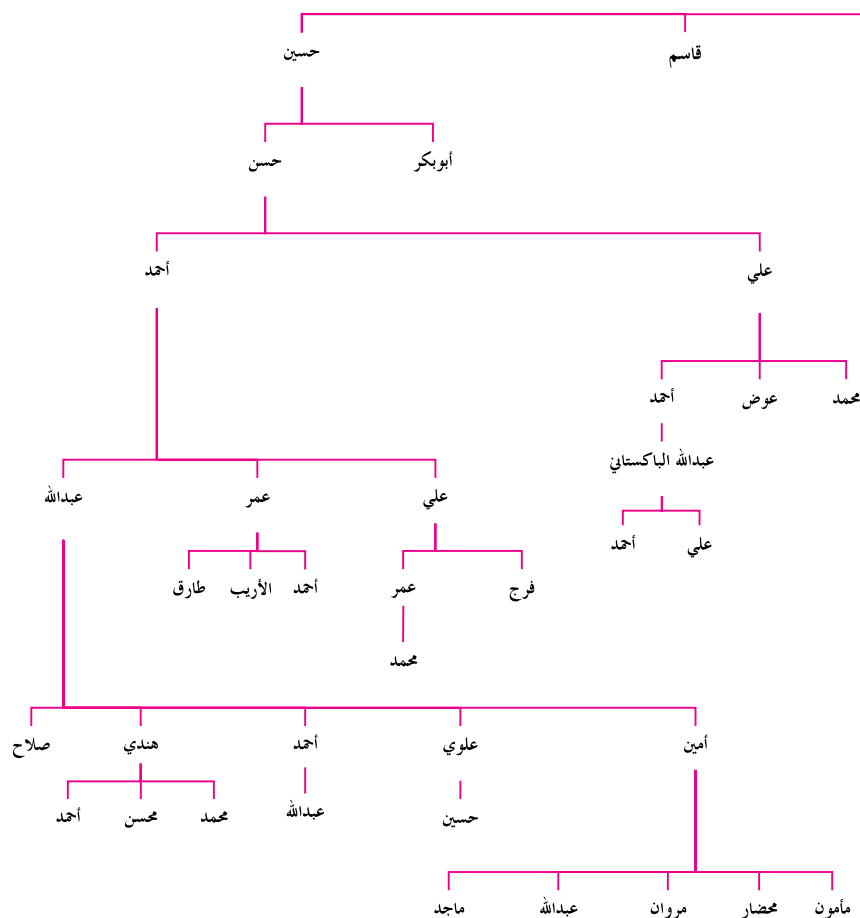 قاسم حسين
أبوبكر حسن
علي أحمد
محمد عوض أحمد
عبدالله الباكستاني
علي عمر عبدالله
علي أحمد
فرج عمر أحمد الأريب طارق
محمد
أمين علوي أحمد هندي صلاح
حسين عبدالله محمد محسن أحمد
مأمون محضار مروان عبدالله ماجد